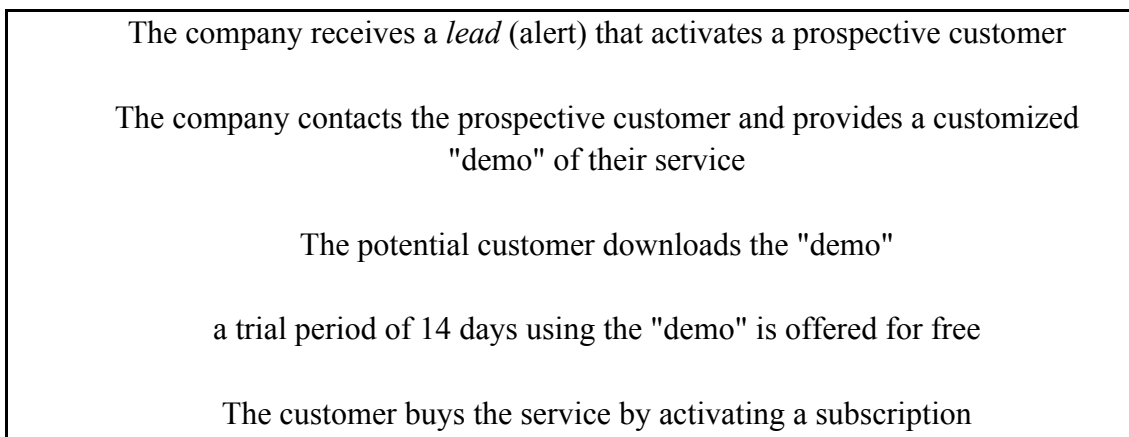 The company receives a lead (alert) that activates a prospective customer
The company contacts the prospective customer and provides a customized
"demo" of their service
The potential customer downloads the "demo"
a trial period of 14 days using the "demo" is offered for free
The customer buys the service by activating a subscription